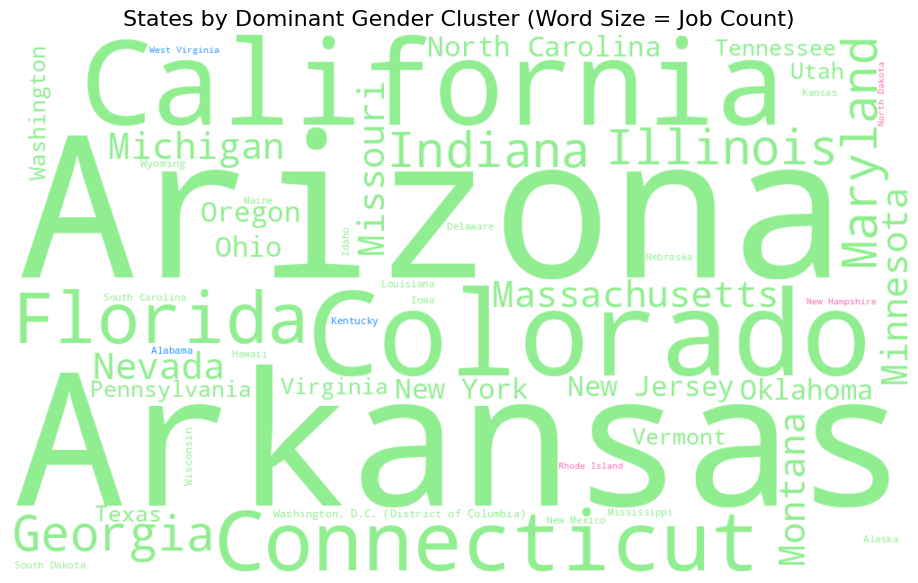 States by Dominant Gender Cluster (Word Size = Job Count)
West Virginia
California
North Carolina
Tennessee
Utah
Kansas
Maryland
North Dakota
Washington
Michigan
Wyoming
Missouri
Indiana
Illinois
Arizona
Maine
Oregon
Ohio
Idaho
Delaware
Nebraska
Minnesota
Louisiana
Iowa
South Carolina
Florida
Massachusetts
New Hampshire
Colorado
Kentucky
Alabama
Hawaii
Nevada
Pennsylvania
Virginia
New York
New Jersey
Oklahoma
Arkansas
Wisconsin
Vermont
Rhode Island
Montana
Texas
Georgia
Washington, D.C. (District of Columbia)
Connecticut
New Mexico
Mississippi
Alaska
South Dakota